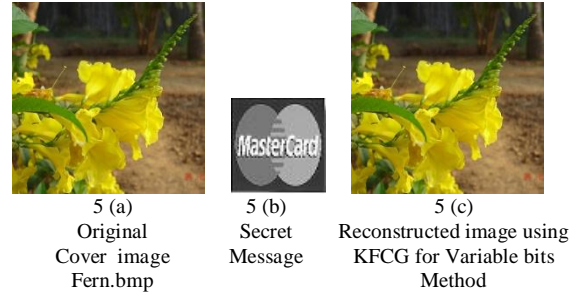 MasterCard
5 (a)
Original
Cover image
Fern.bmp
5 (b)
Secret
Message
5 (c)
Reconstructed image using
KFCG for Variable bits
Method